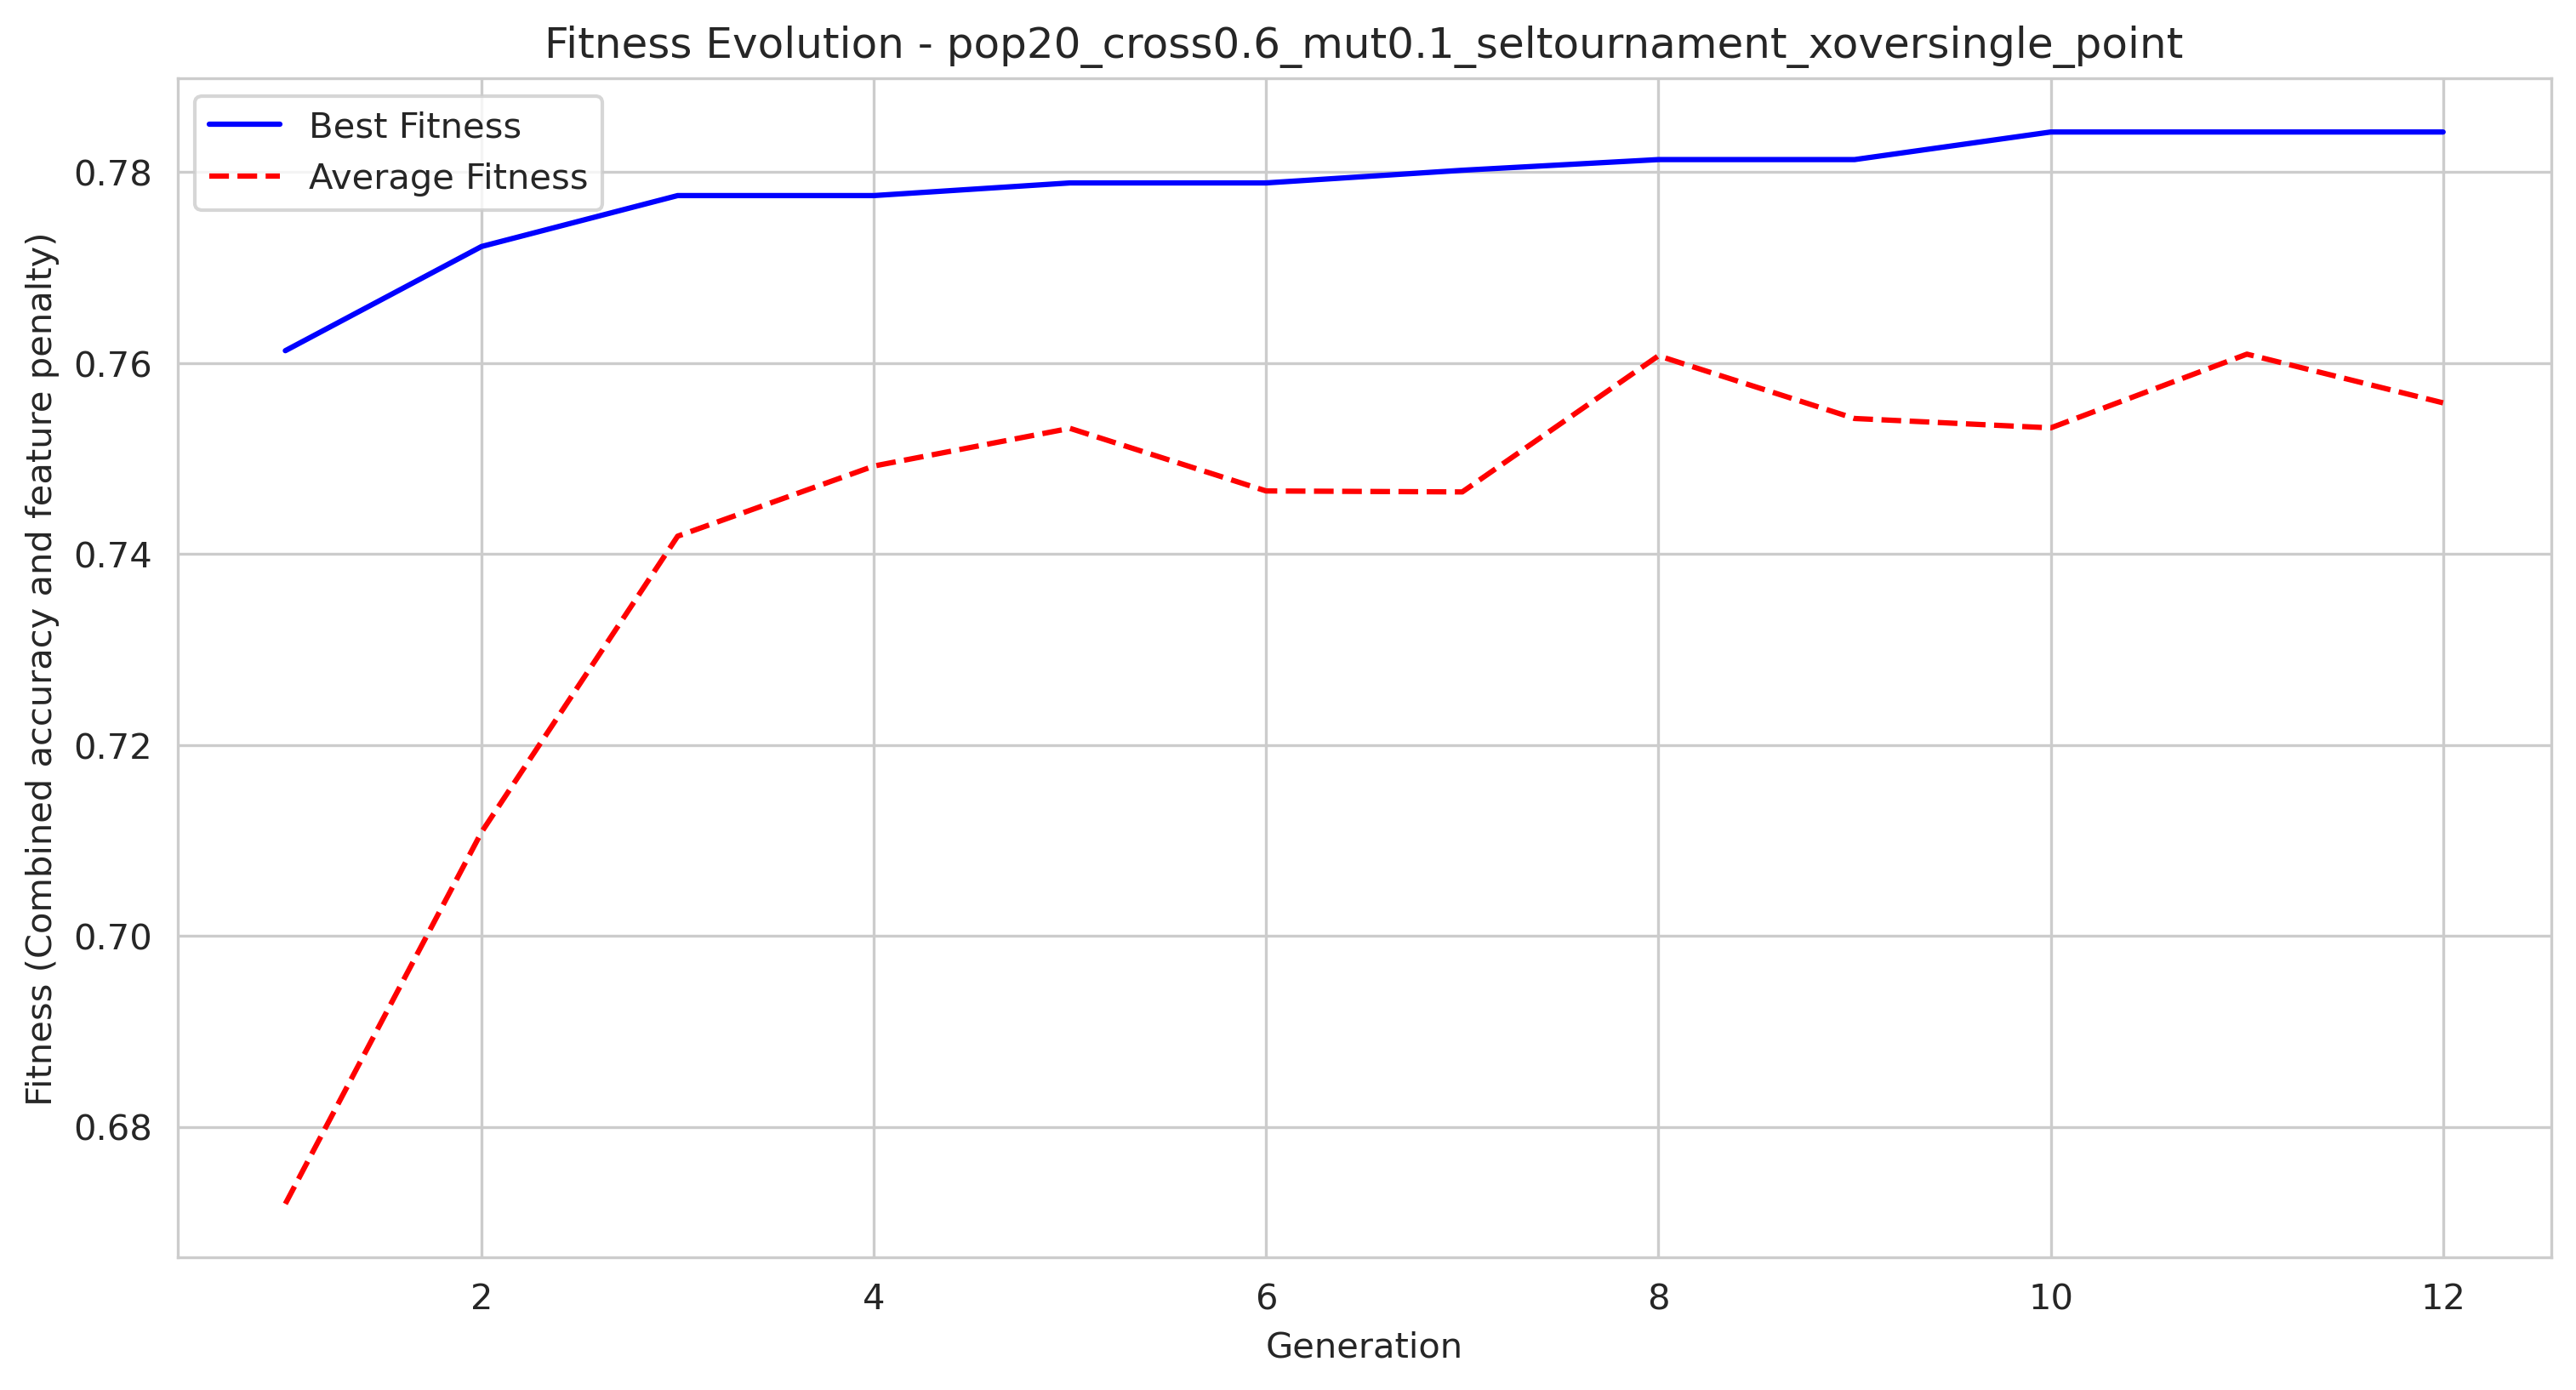 Fitness Evolution - pop20_cross0.6_mut0.1_seltournament_xoversingle_point
Best Fitness
Average Fitness
Fitness (Combined accuracy and feature penalty)
0.78
0.76
0.74
0.72
0.70
0.68
2 4 6 8 10 12
Generation